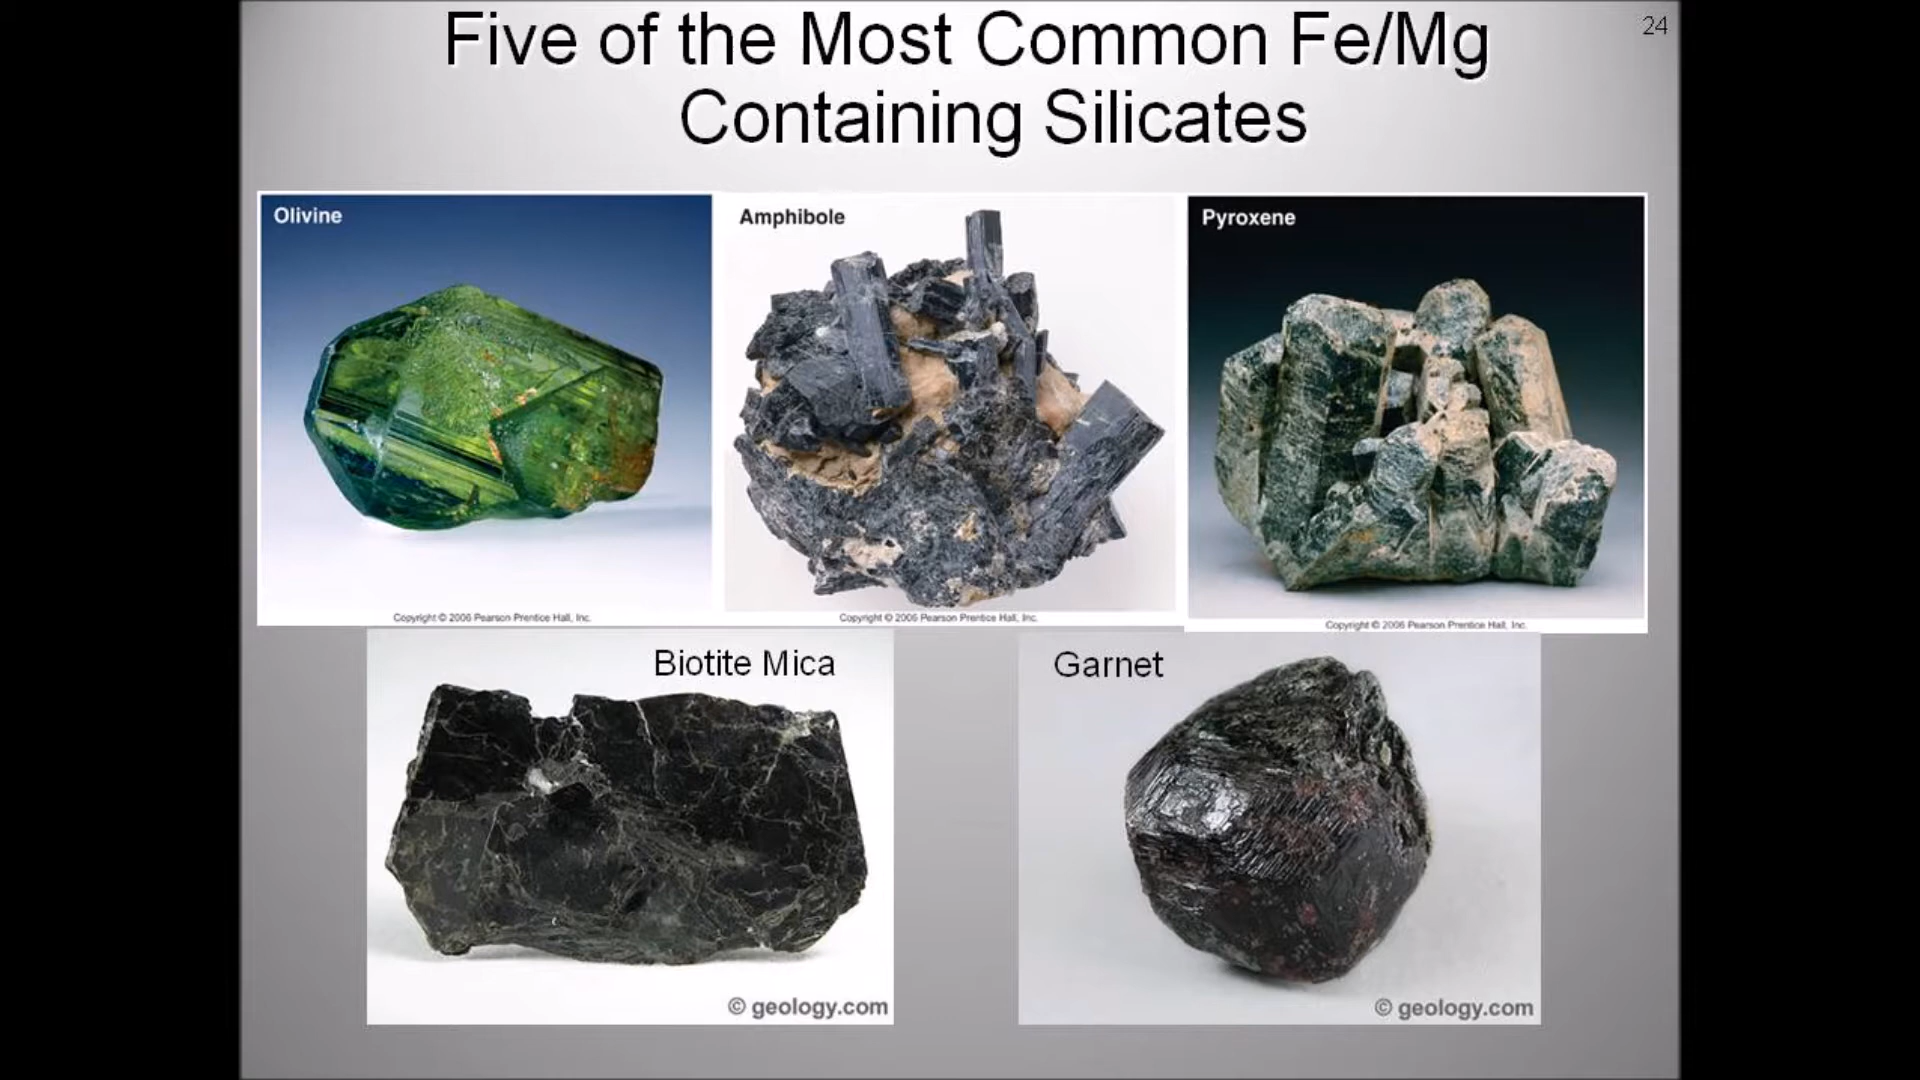 Five of the Most Common Fe/Mg
Containing Silicates
24
Olivine
Amphibole
Pyroxene
Copyright © 2006 Pearson Prentice Hall, Inc.
Copyright © 2006 Pearson Prentice Hall, Inc.
Copyright © 2006 Pearson Prentice Hall, Inc.
Biotite Mica
Garnet
© geology.com
© geology.com